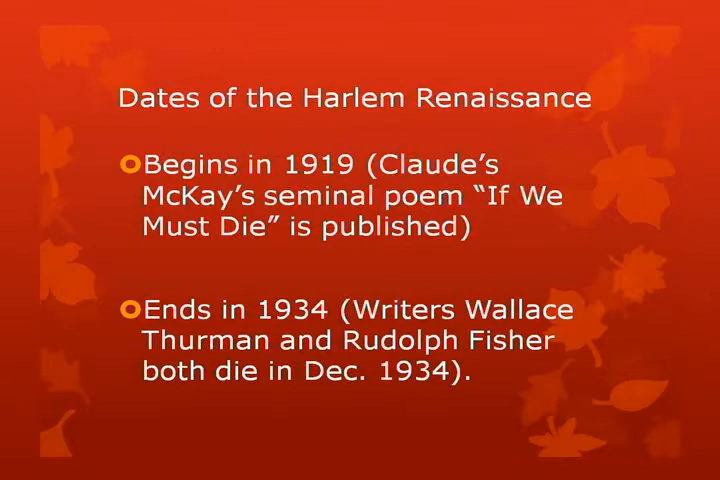 Dates of the Harlem Renaissance
Begins in 1919 (Claude’s
McKay’s seminal poem “If We
Must Die” is published)
Ends in 1934 (Writers Wallace
Thurman and Rudolph Fisher
both die in Dec. 1934).